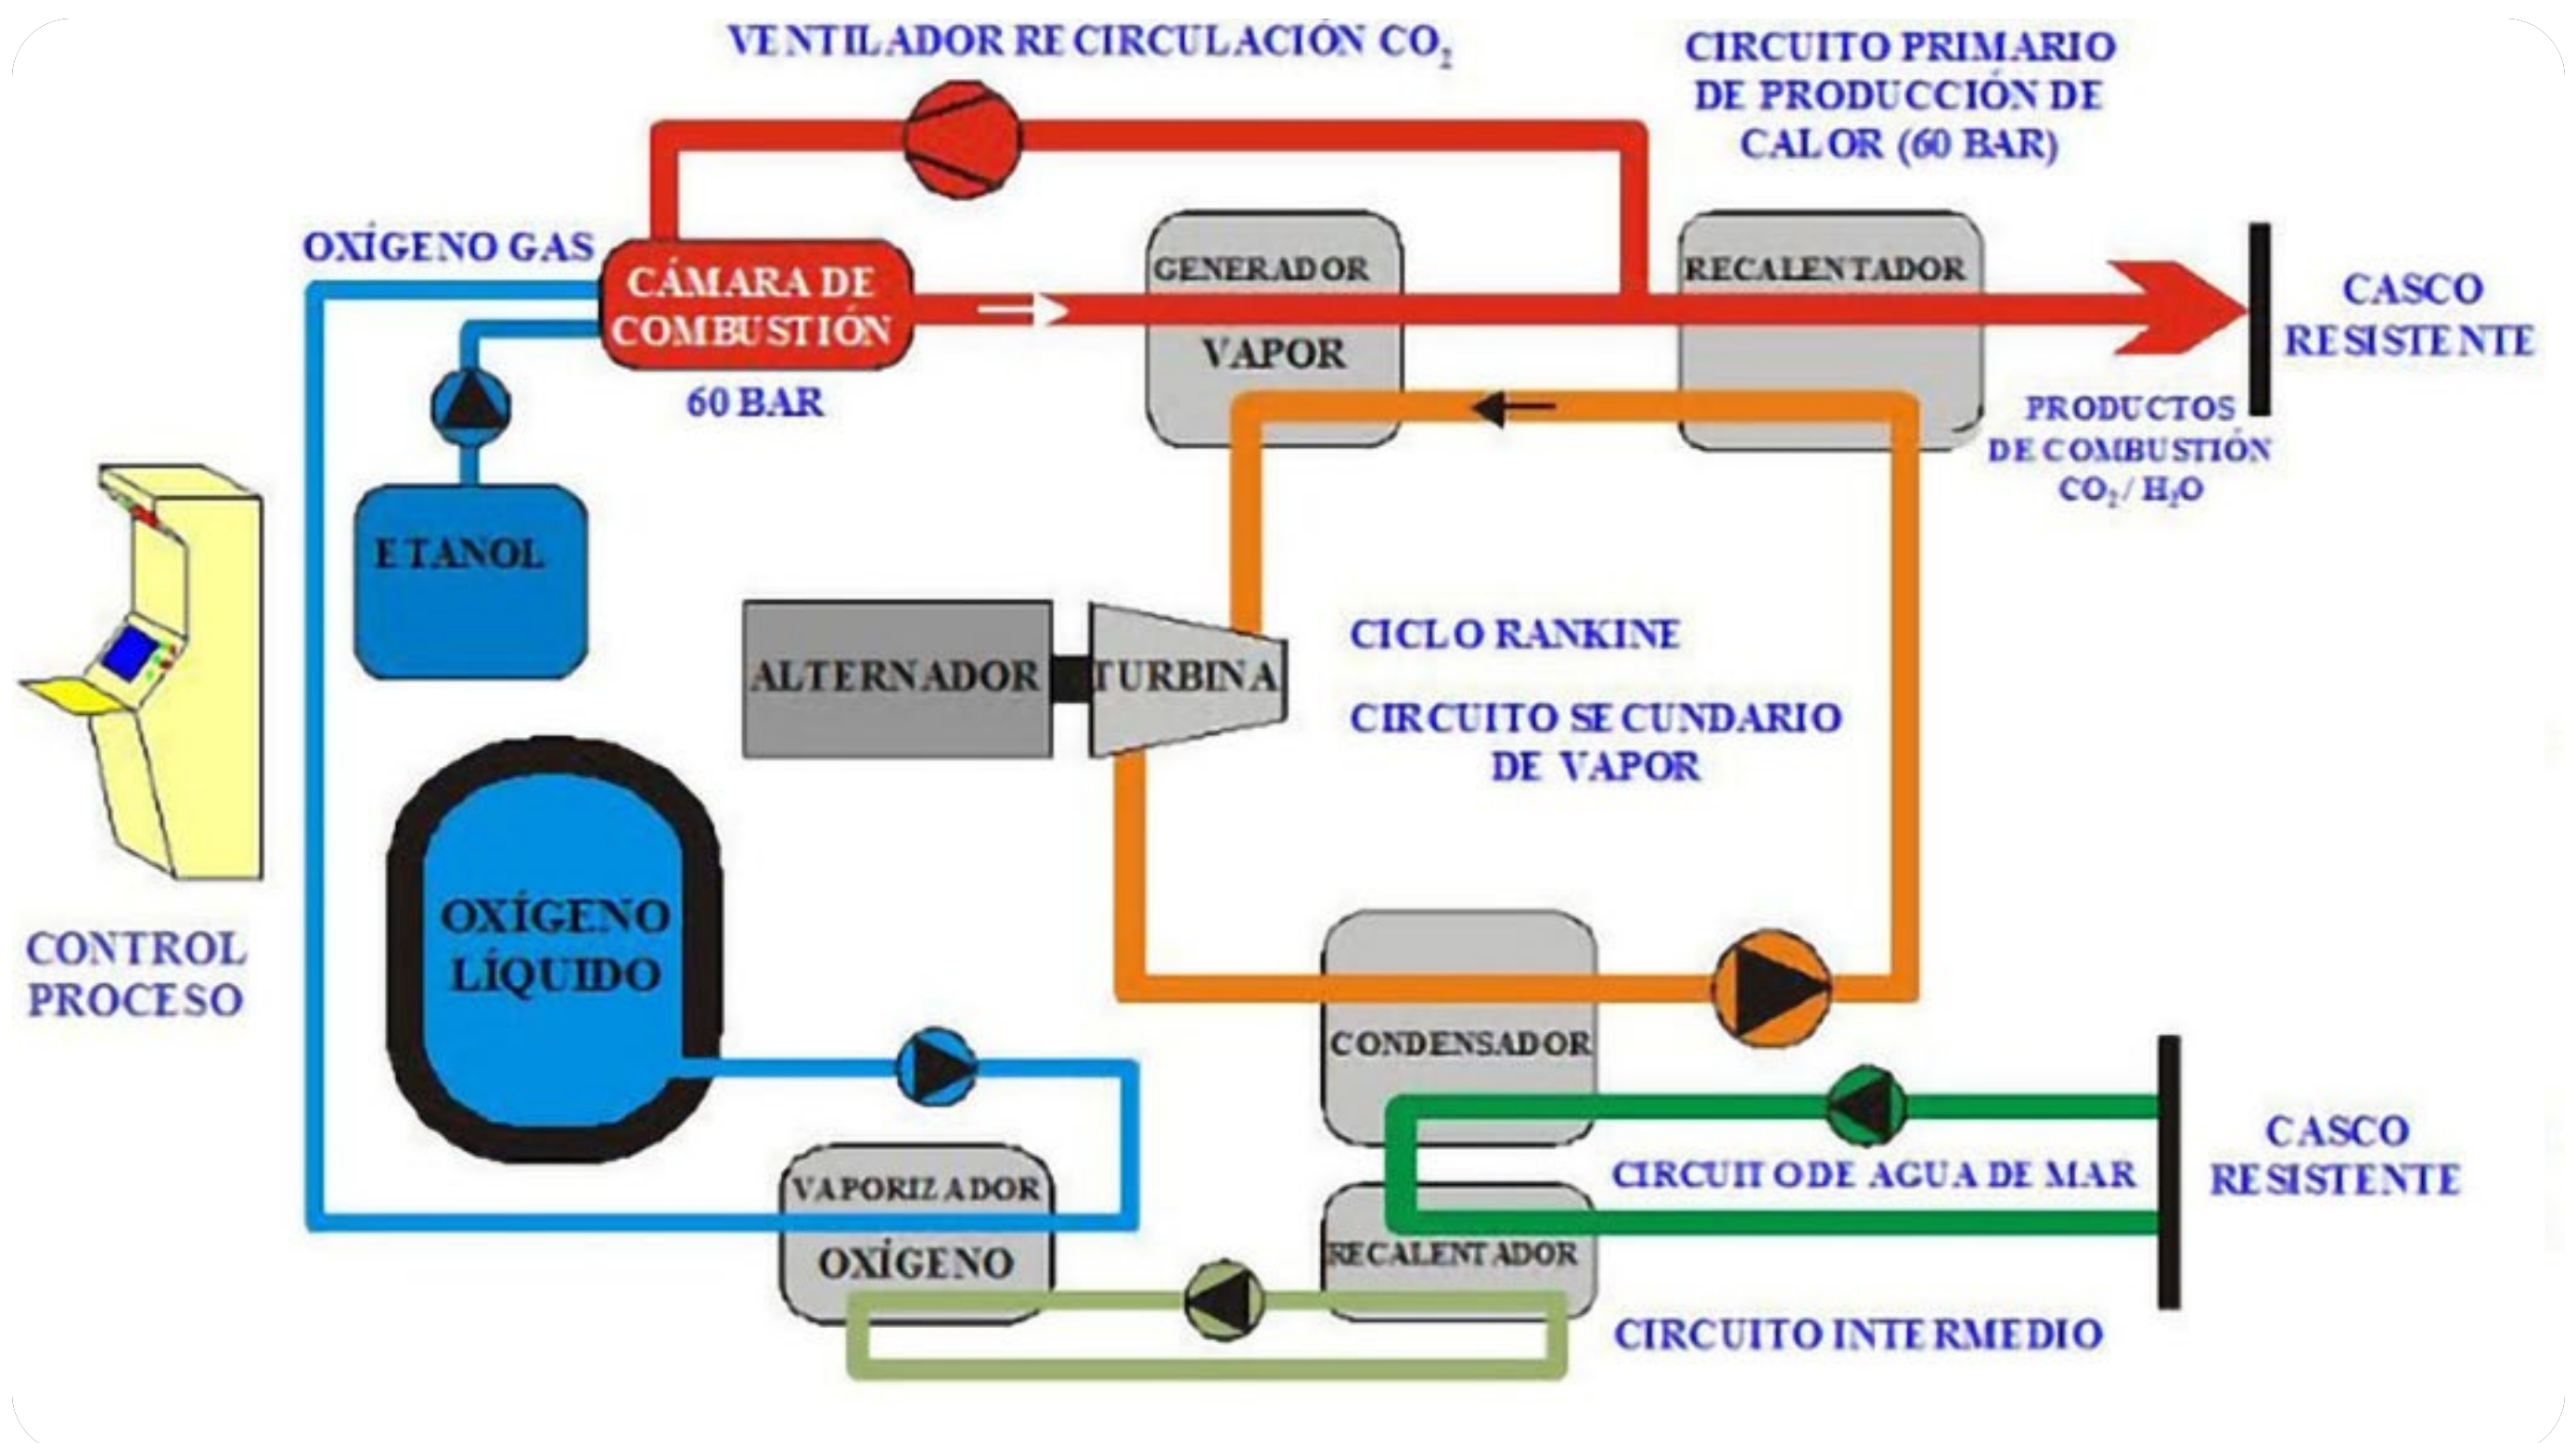 VENTILADOR RECIRCULACIÓN CO₂
CIRCUITO PRIMARIO
DE PRODUCCIÓN DE
CALOR (60 BAR)
OXÍGENO GAS
CÁMARA DE
COMBUSTIÓN
60 BAR
GENERADOR
VAPOR
RECALENTADOR
CASCO
RESISTENTE
PRODUCTOS
DE COMBUSTIÓN
CO₂ / H₂O
ETANOL
ALTERNADOR
TURBINA
CICLO RANKINE
CIRCUITO SECUNDARIO
DE VAPOR
OXÍGENO
LÍQUIDO
CONTROL
PROCESO
CONDENSADOR
VAPORIZADOR
OXÍGENO
CIRCUITO DE AGUA DE MAR
CASCO
RESISTENTE
RECALENTADOR
CIRCUITO INTERMEDIO